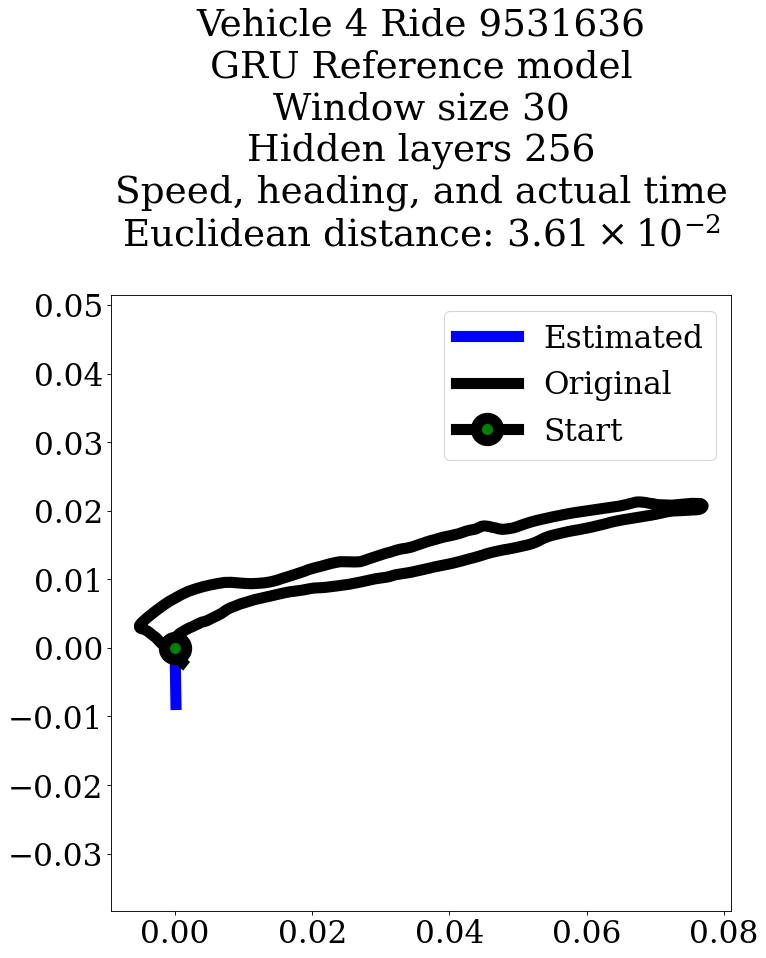 Vehicle 4 Ride 9531636
GRU Reference model
Window size 30
Hidden layers 256
Speed, heading, and actual time
Euclidean distance: 3.61 × 10⁻²
Estimated
Original
Start
0.05
0.04
0.03
0.02
0.01
0.00
−0.01
−0.02
−0.03
0.00 0.02 0.04 0.06 0.08